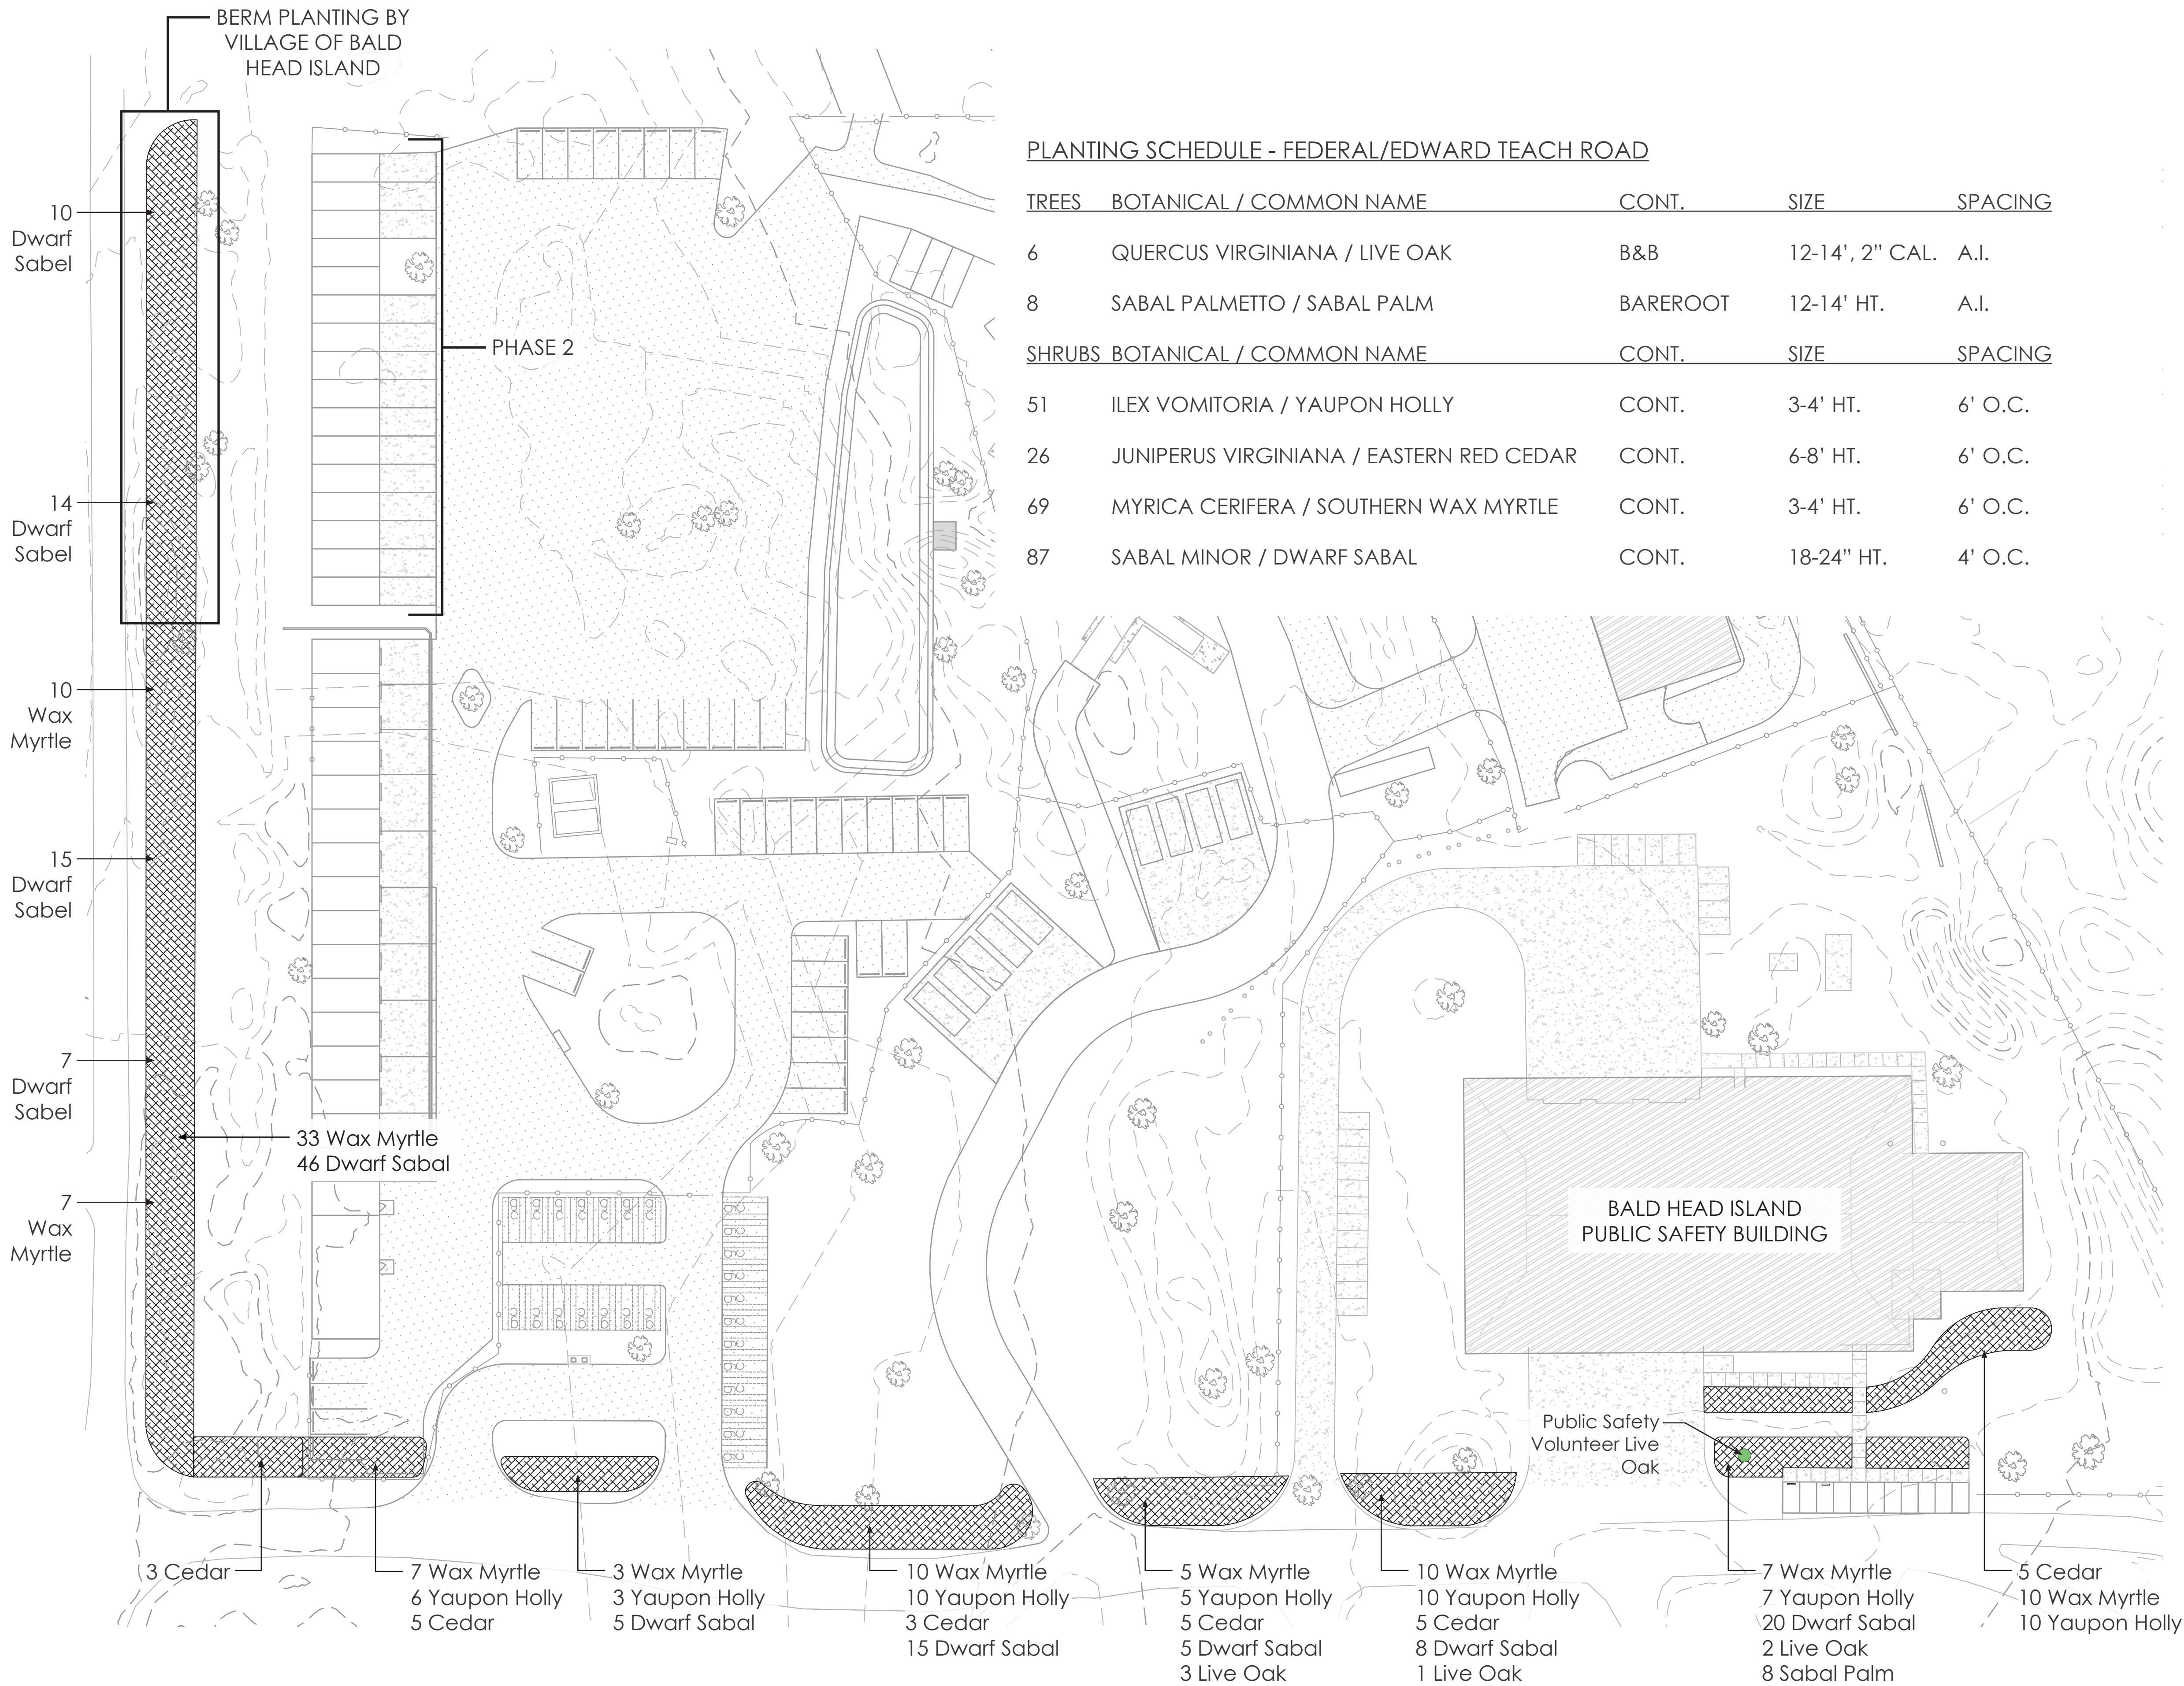 BERM PLANTING BY
VILLAGE OF BALD
HEAD ISLAND
PLANTING SCHEDULE - FEDERAL/EDWARD TEACH ROAD
TREES BOTANICAL / COMMON NAME CONT. SIZE SPACING
6 QUERCUS VIRGINIANA / LIVE OAK B&B 12-14’, 2” CAL. A.I.
8 SABAL PALMETTO / SABAL PALM BAREROOT 12-14’ HT. A.I.
SHRUBS BOTANICAL / COMMON NAME CONT. SIZE SPACING
51 ILEX VOMITORIA / YAUPON HOLLY CONT. 3-4’ HT. 6’ O.C.
26 JUNIPERUS VIRGINIANA / EASTERN RED CEDAR CONT. 6-8’ HT. 6’ O.C.
69 MYRICA CERIFERA / SOUTHERN WAX MYRTLE CONT. 3-4’ HT. 6’ O.C.
87 SABAL MINOR / DWARF SABAL CONT. 18-24” HT. 4’ O.C.
10
Dwarf
Sabel
PHASE 2
14
Dwarf
Sabel
10
Wax
Myrtle
15
Dwarf
Sabel
7
Dwarf
Sabel
33 Wax Myrtle
46 Dwarf Sabal
7
Wax
Myrtle
BALD HEAD ISLAND
PUBLIC SAFETY BUILDING
Public Safety
Volunteer Live
Oak
3 Cedar
7 Wax Myrtle
6 Yaupon Holly
5 Cedar
3 Wax Myrtle
3 Yaupon Holly
5 Dwarf Sabal
10 Wax Myrtle
10 Yaupon Holly
3 Cedar
15 Dwarf Sabal
5 Wax Myrtle
5 Yaupon Holly
5 Cedar
5 Dwarf Sabal
3 Live Oak
10 Wax Myrtle
10 Yaupon Holly
5 Cedar
8 Dwarf Sabal
1 Live Oak
7 Wax Myrtle
7 Yaupon Holly
20 Dwarf Sabal
2 Live Oak
8 Sabal Palm
5 Cedar
10 Wax Myrtle
10 Yaupon Holly